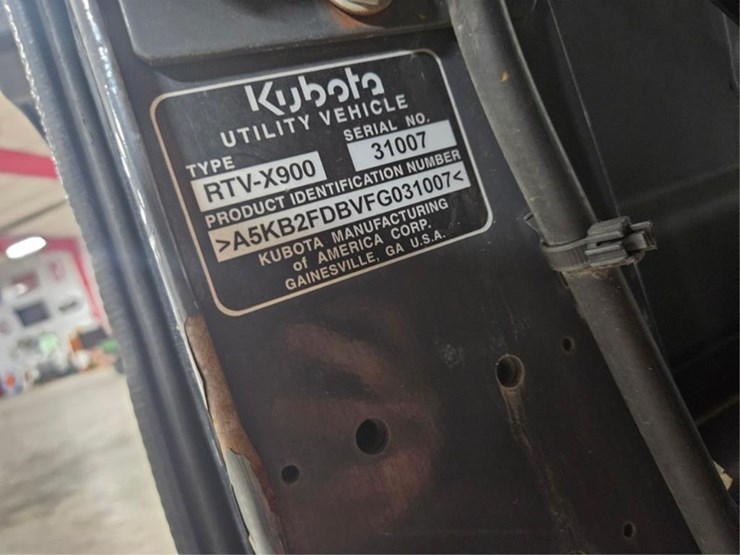 Kubota
UTILITY VEHICLE
TYPE SERIAL NO.
RTV-X900 31007
PRODUCT IDENTIFICATION NUMBER
>A5KB2FDBVFG031007<
KUBOTA MANUFACTURING
of AMERICA CORP.
GAINESVILLE, GA U.S.A.